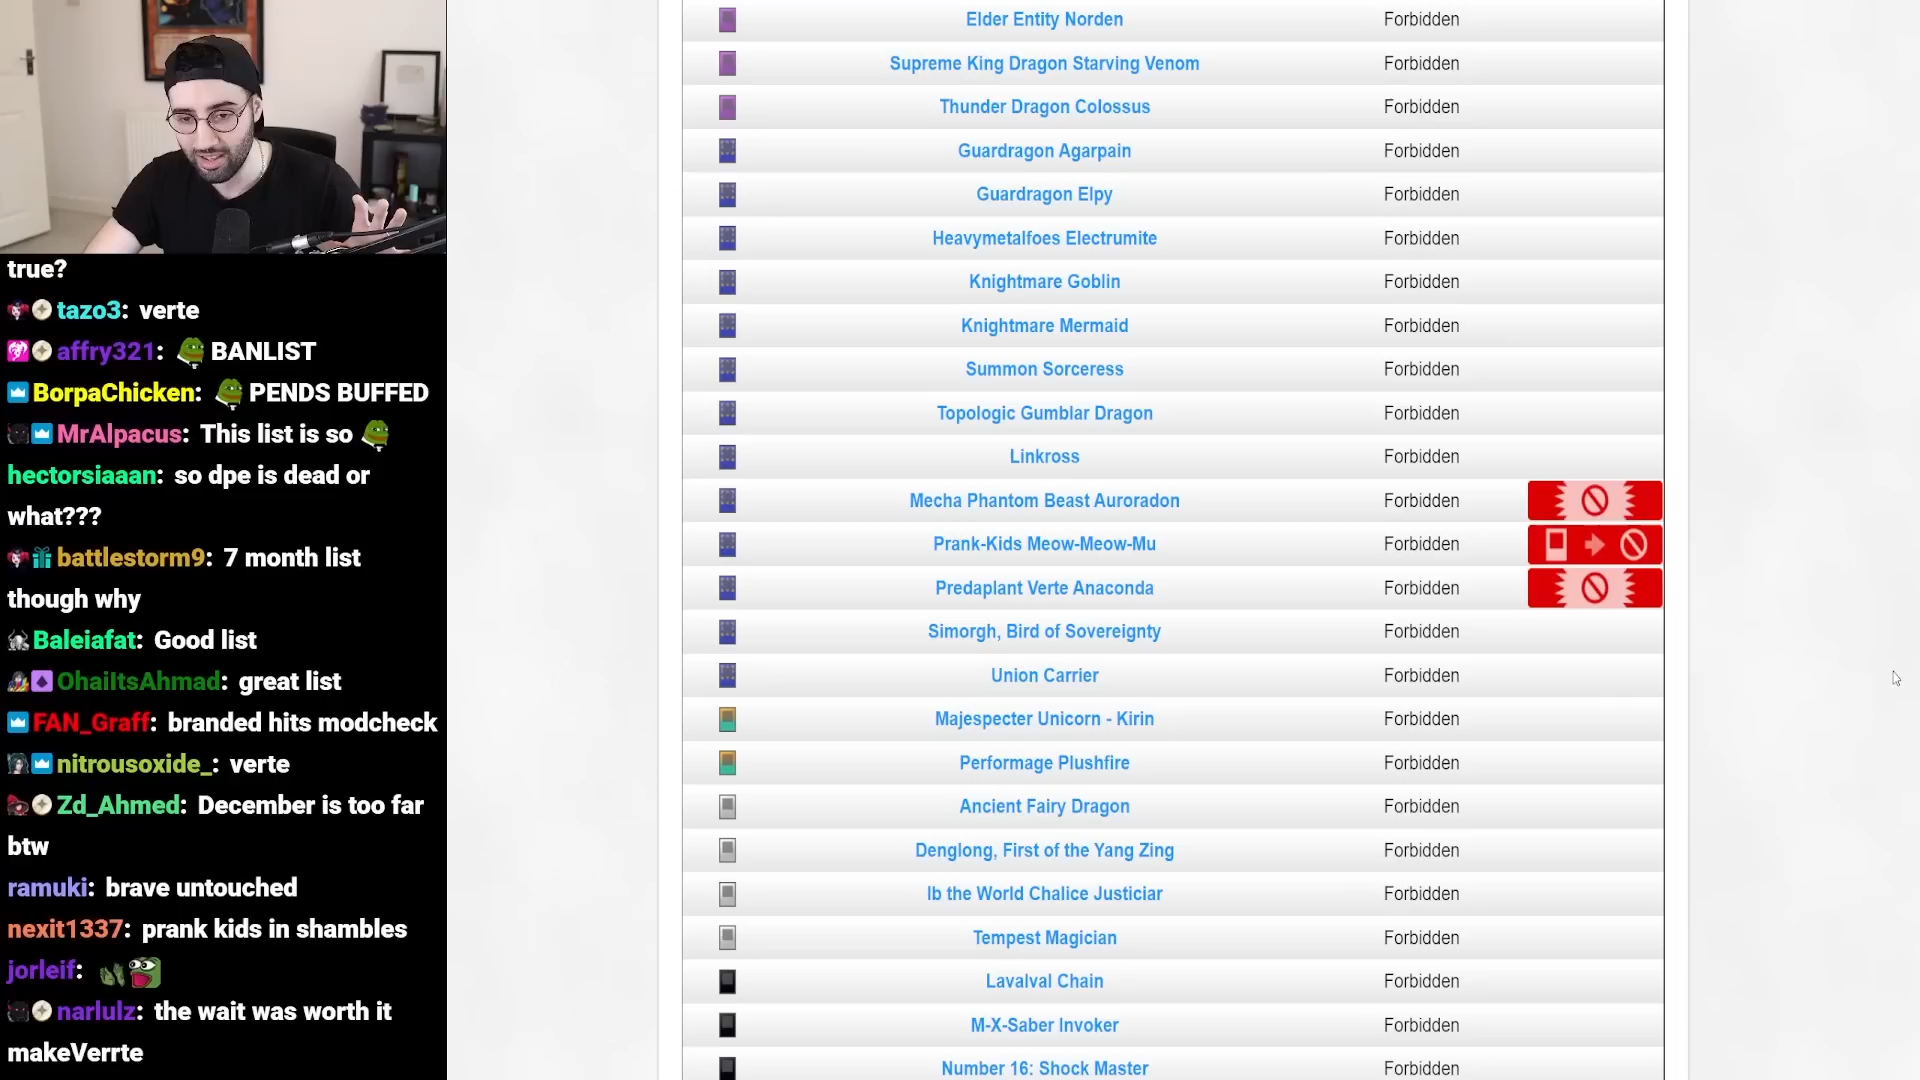 true?
tazo3: verte
affry321: BANLIST
BorpaChicken: PENDS BUFFED
MrAlpacus: This list is so
hectorsiaaan: so dpe is dead or
what???
battlestorm9: 7 month list
though why
Baleiafat: Good list
OhaiItsAhmad: great list
FAN_Graff: branded hits modcheck
nitrousoxide_: verte
Zd_Ahmed: December is too far
btw
ramuki: brave untouched
nexit1337: prank kids in shambles
jorleif:
narlulz: the wait was worth it
makeVerrte
Elder Entity Norden Forbidden
Supreme King Dragon Starving Venom Forbidden
Thunder Dragon Colossus Forbidden
Guardragon Agarpain Forbidden
Guardragon Elpy Forbidden
Heavymetalfoes Electrumite Forbidden
Knightmare Goblin Forbidden
Knightmare Mermaid Forbidden
Summon Sorceress Forbidden
Topologic Gumblar Dragon Forbidden
Linkross Forbidden
Mecha Phantom Beast Auroradon Forbidden
Prank-Kids Meow-Meow-Mu Forbidden
Predaplant Verte Anaconda Forbidden
Simorgh, Bird of Sovereignty Forbidden
Union Carrier Forbidden
Majespecter Unicorn - Kirin Forbidden
Performage Plushfire Forbidden
Ancient Fairy Dragon Forbidden
Denglong, First of the Yang Zing Forbidden
Ib the World Chalice Justiciar Forbidden
Tempest Magician Forbidden
Lavalval Chain Forbidden
M-X-Saber Invoker Forbidden
Number 16: Shock Master Forbidden